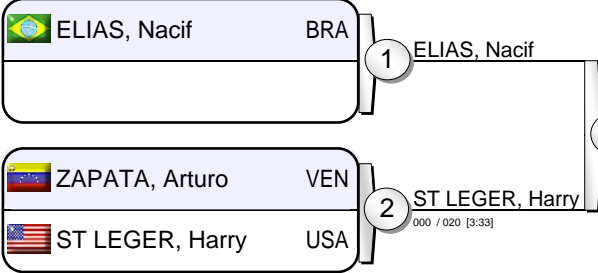 ELIAS, Nacif BRA
1
ELIAS, Nacif
ZAPATA, Arturo VEN
2
ST LEGER, Harry
000 / 020 [3:33]
ST LEGER, Harry USA